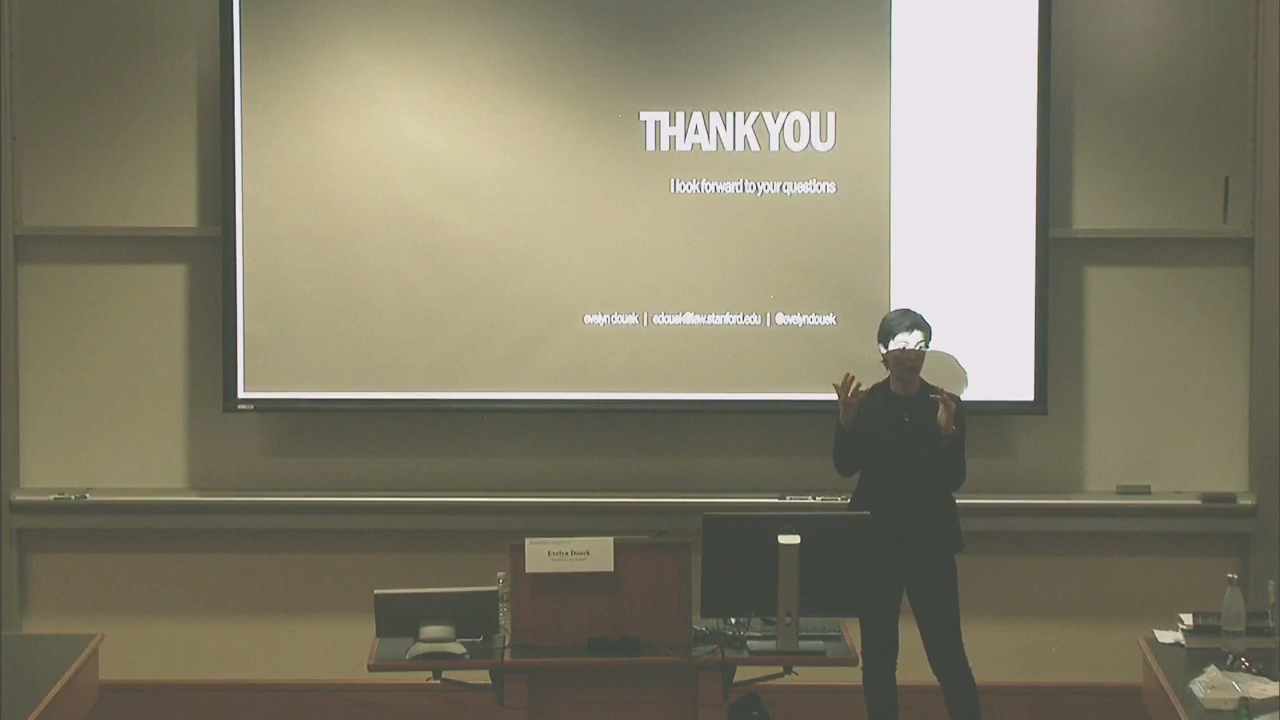 THANK YOU
I look forward to your questions
evelyn douek | edouek@law.stanford.edu | @evelyndouek
Evelyn Douek